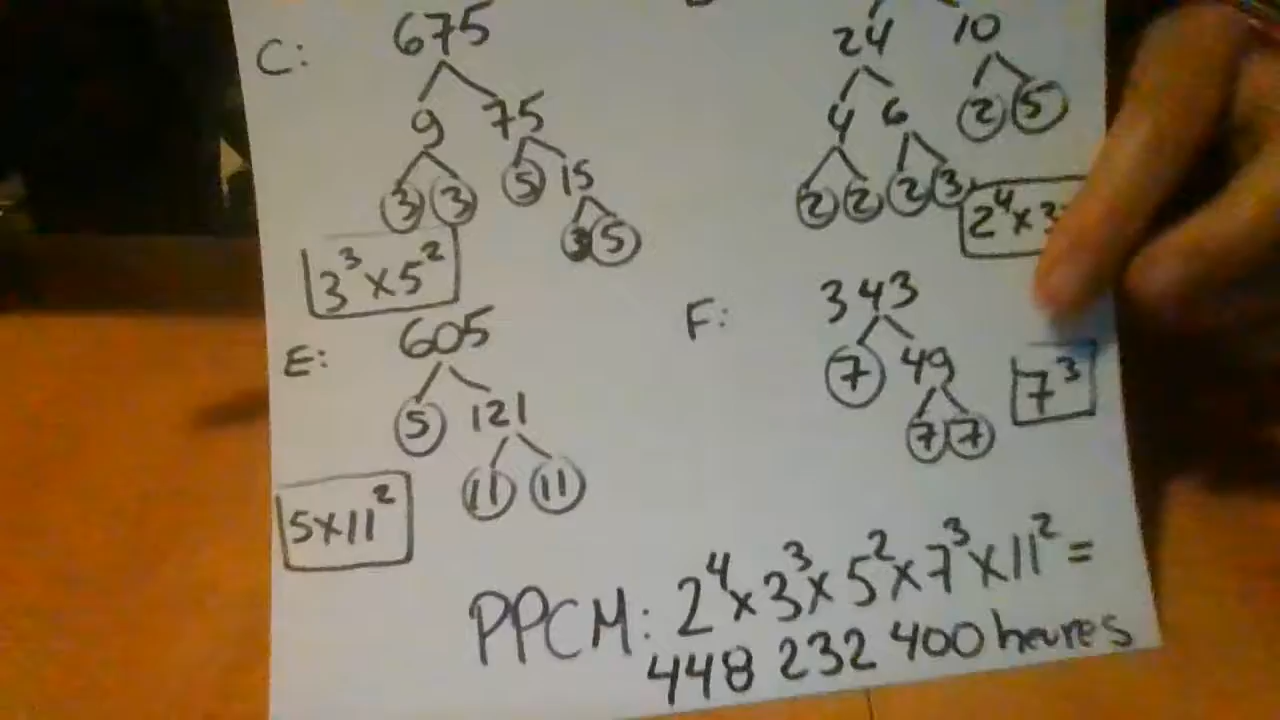 C: 675
9 75
3 3 5 15
3 5
3³ x 5²
24 10
4 6 2 5
2 2 2 3
2⁴ x 3
E: 605
5 121
11 11
5 x 11²
F: 343
7 49
7 7
7³
PPCM: 2⁴ x 3³ x 5² x 7³ x 11² =
448 232 400 heures